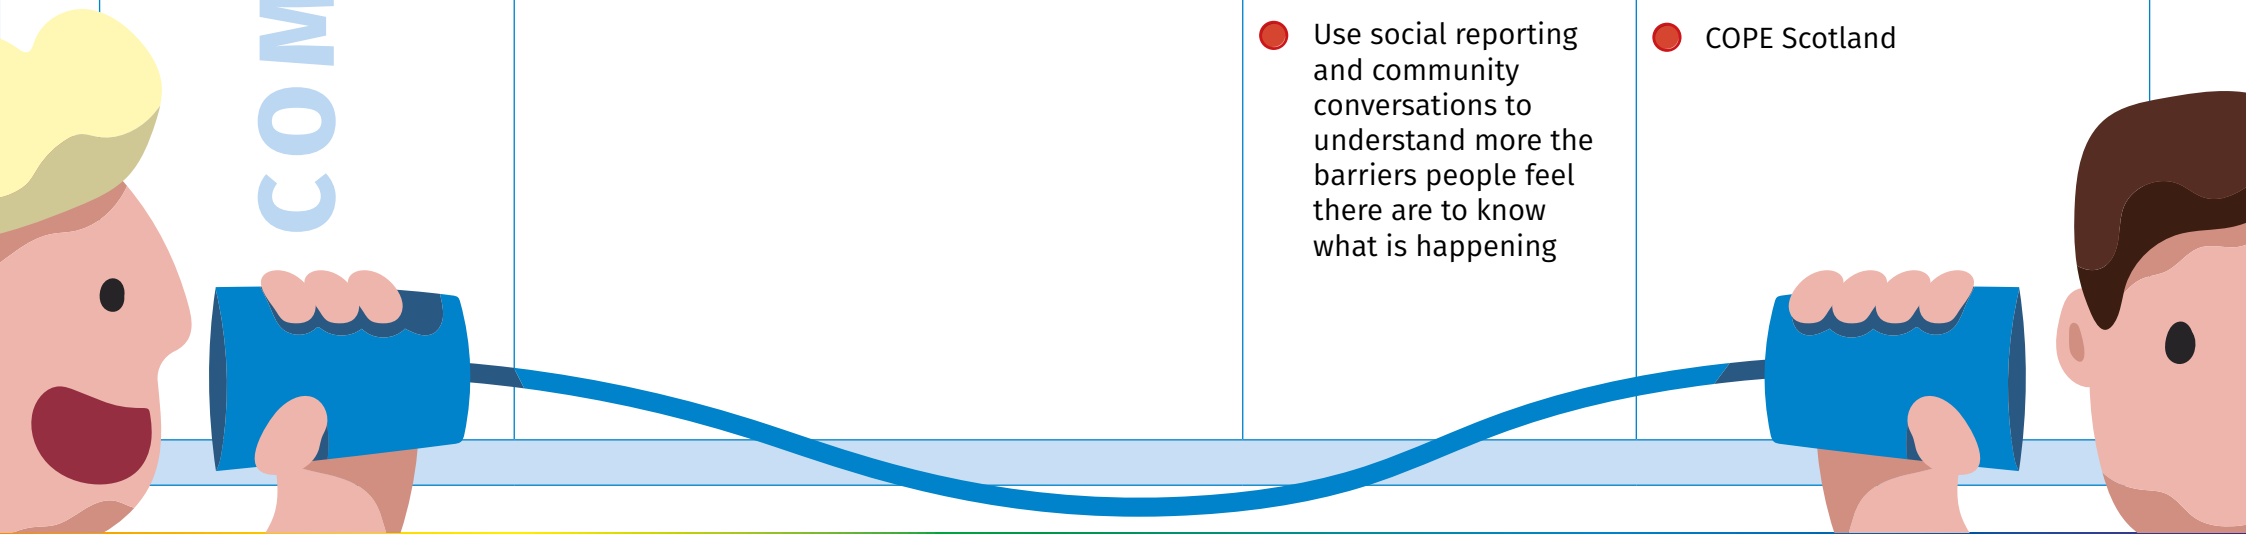 COM
Use social reporting
and community
conversations to
understand more the
barriers people feel
there are to know
what is happening
COPE Scotland